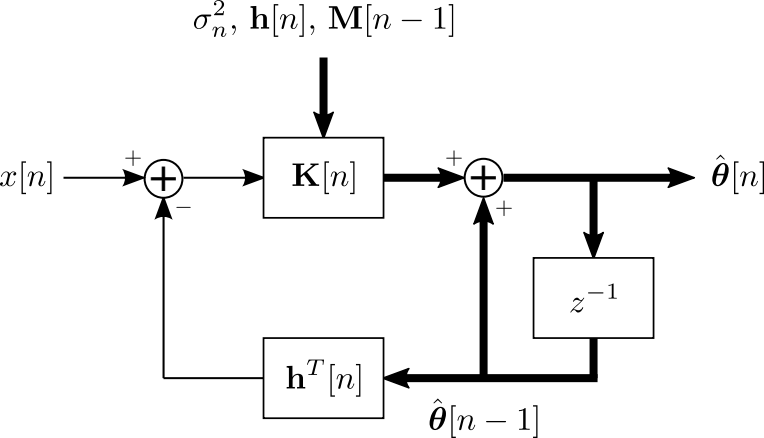 σ²ₙ, h[n], M[n − 1]
x[n]
+
−
K[n]
+
+
θ̂[n]
z⁻¹
hᵀ[n]
θ̂[n − 1]